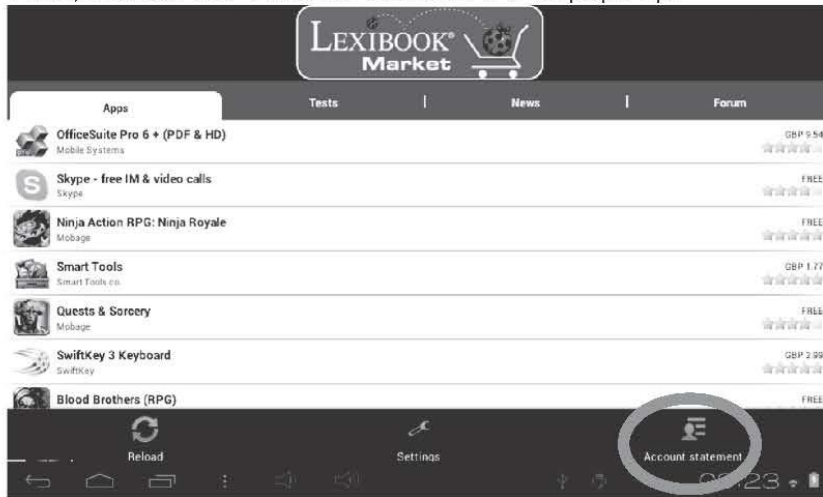 LEXIBOOK®
Market
Apps
Tests
News
Forum
OfficeSuite Pro 6 + (PDF & HD)
Mobile Systems
GBP 9.54
Skype - free IM & video calls
Skype
FREE
Ninja Action RPG: Ninja Royale
Mobage
FREE
Smart Tools
Smart Tools co.
GBP 1.77
Quests & Sorcery
Mobage
FREE
SwiftKey 3 Keyboard
SwiftKey
GBP 2.99
Blood Brothers (RPG)
FREE
Reload
Settings
Account statement